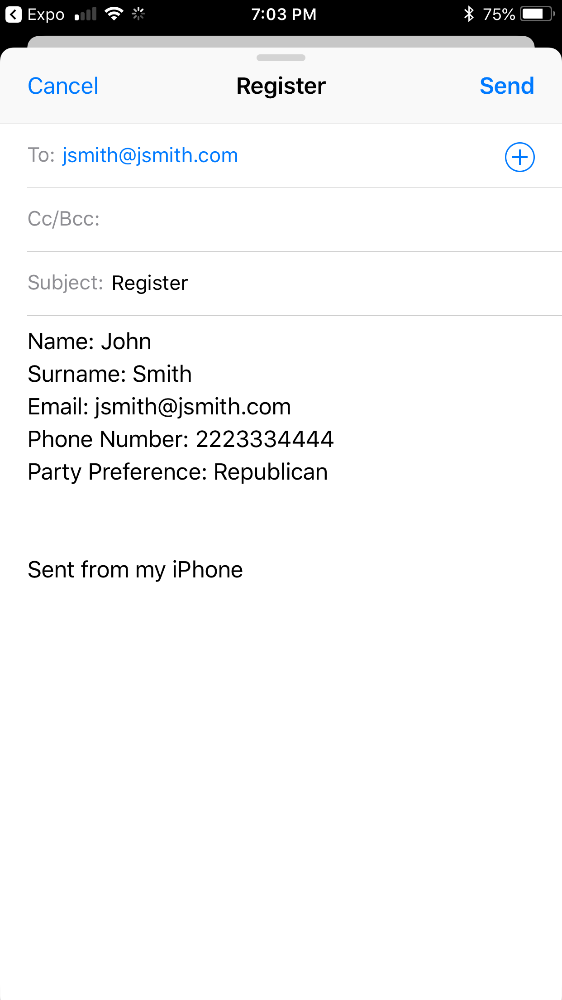 Expo 7:03 PM 75%
Cancel Register Send
To: jsmith@jsmith.com
Cc/Bcc:
Subject: Register
Name: John
Surname: Smith
Email: jsmith@jsmith.com
Phone Number: 2223334444
Party Preference: Republican
Sent from my iPhone